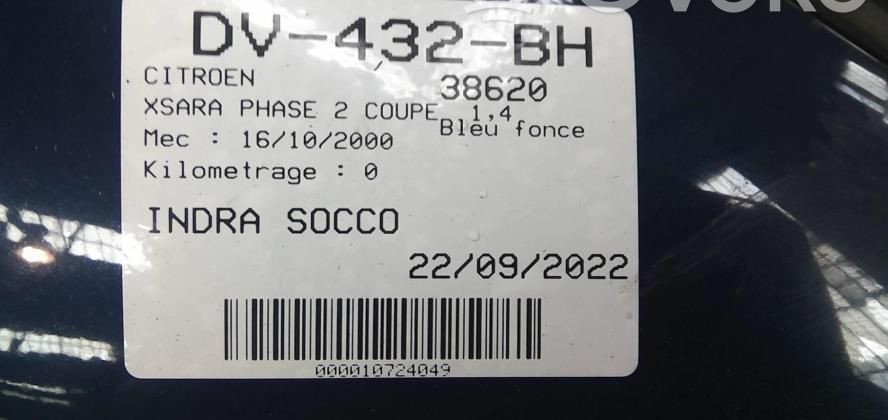 DV-432-BH
CITROEN 38620
XSARA PHASE 2 COUPE 1,4
Bleu fonce
Mec : 16/10/2000
Kilometrage : 0
INDRA SOCCO
22/09/2022
000010724049